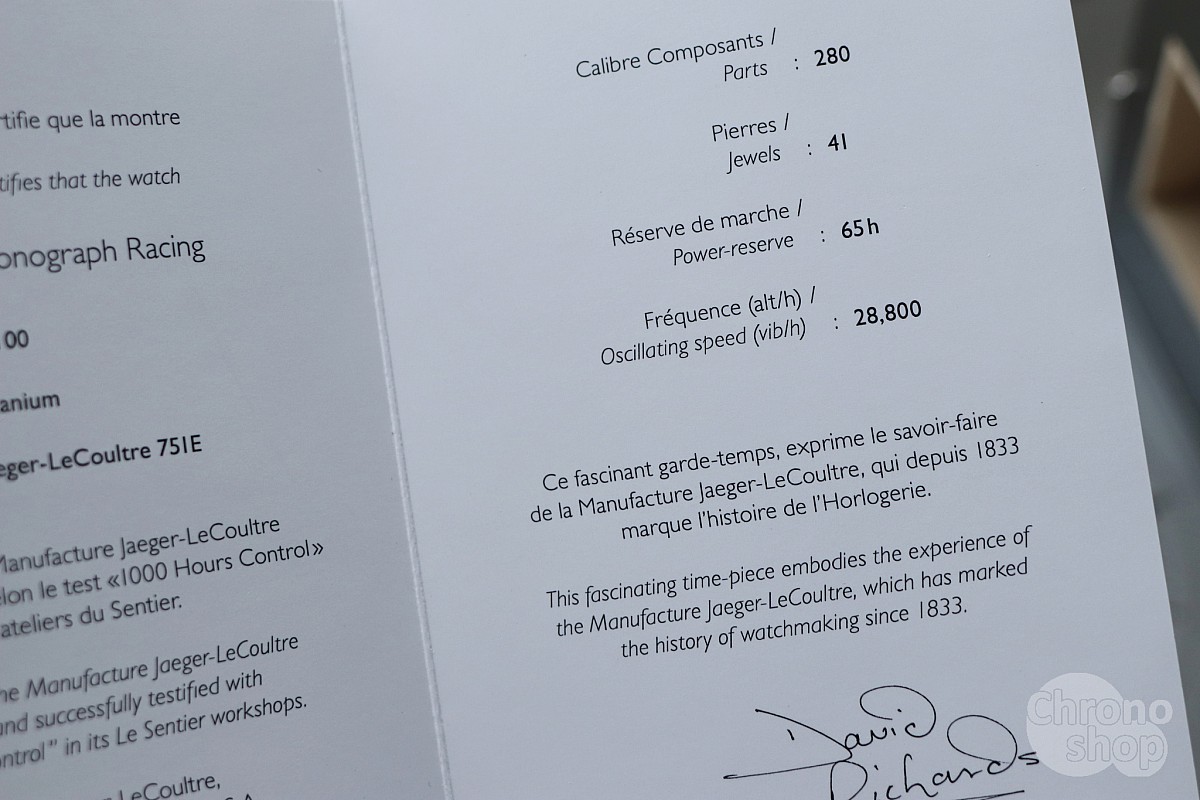 rtifie que la montre
tifies that the watch
onograph Racing
00
anium
eger-LeCoultre 751E
Manufacture Jaeger-LeCoultre
elon le test «1000 Hours Control»
ateliers du Sentier.
he Manufacture Jaeger-LeCoultre
and successfully testified with
ontrol" in its Le Sentier workshops.
LeCoultre,
Calibre Composants /
Parts : 280
Pierres /
Jewels : 41
Réserve de marche /
Power-reserve : 65h
Fréquence (alt/h) /
Oscillating speed (vib/h) : 28,800
Ce fascinant garde-temps, exprime le savoir-faire
de la Manufacture Jaeger-LeCoultre, qui depuis 1833
marque l'histoire de l'Horlogerie.
This fascinating time-piece embodies the experience of
the Manufacture Jaeger-LeCoultre, which has marked
the history of watchmaking since 1833.
David
Richards
Chrono
shop